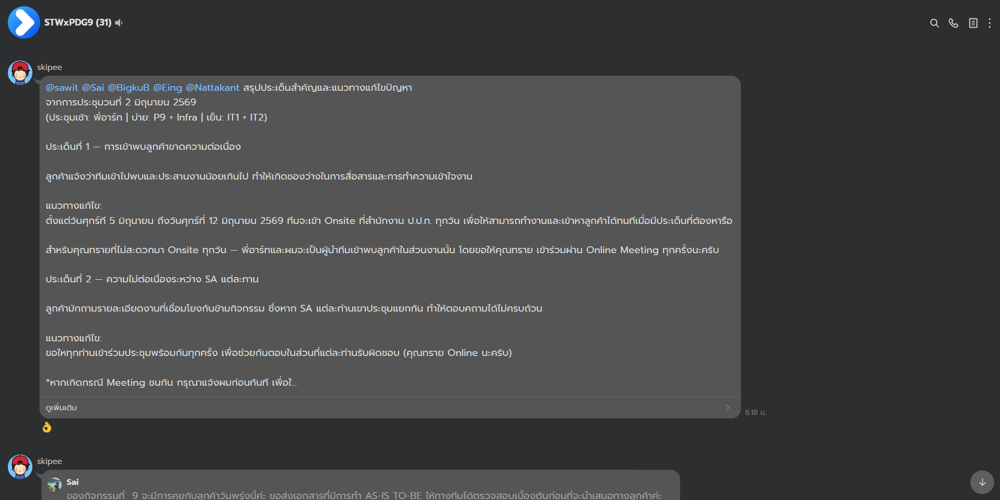 STWxPDG9 (31)
skipee
@sawit @Sai @BigkuB @Eing @Nattakant สรุปประเด็นสำคัญและแนวทางแก้ไขปัญหา
จากการประชุมวนที่ 2 มิถุนายน 2569
(ประชุมเช้า: พี่อาร์ท | บ่าย: P9 + Infra | เย็น: IT1 + IT2)
ประเด็นที่ 1 — การเข้าพบลูกค้าขาดความต่อเนื่อง
ลูกค้าแจ้งว่าทีมเข้าไปพบและประสานงานน้อยเกินไป ทำให้เกิดชองว่างในการสื่อสารและการทำความเข้าใจงาน
แนวทางแก้ไข:
ตั้งแต่วันศุกร์ที 5 มิถุนายน ถึงวันศุกร์ที่ 12 มิถุนายน 2569 ทีมจะเข้า Onsite ที่สำนักงาน ป.ป.ท. ทุกวัน เพื่อให้สามารถทำงานและเข้าหาลูกค้าได้ทนทีเมื่อมีประเด็นที่ต้องหารือ
สำหรับคุณทรายที่ไม่สะดวกมา Onsite ทุกวัน — พี่อาร์ทและผมจะเป็นผู้นำทีมเข้าพบลูกค้าในส่วนงานนั้น โดยขอให้คุณทราย เข้าร่วมผ่าน Online Meeting ทุกครั้งนะครับ
ประเด็นที่ 2 — ความไม่ต่อเนื่องระหว่าง SA แต่ละทาน
ลูกค้ามักถามรายละเอียดงานที่เชื่อมโยงกันข้ามกิจกรรม ซึ่งหาก SA แต่ละท่านเขาประชุมแยกกัน ทำให้ตอบคถามได้ไม่ครบถ้วน
แนวทางแก้ไข:
ขอใหทุกท่านเข้าร่วมประชุมพร้อมกันทุกครั้ง เพื่อช่วยกันตอบในส่วนที่แต่ละท่านรับผิดชอบ (คุณทราย Online นะครับ)
*หากเกิดกรณี Meeting ชนกัน กรุณาแจ้งผมก่อนทันที เพื่อใ...
ดูเพิ่มเติม
8.18 น.
skipee
Sai
ของกิจกรรมที่ 9 จะมีการคุยกับลูกค้าวันพรุ่งนี้ค่ะ ขอส่งเอกสารที่มีการทำ AS-IS TO-BE ให้ทางทีมได้ตรวจสอบเบื้องต้นก่อนที่จะนำเสนอทางลูกค้าค่ะ